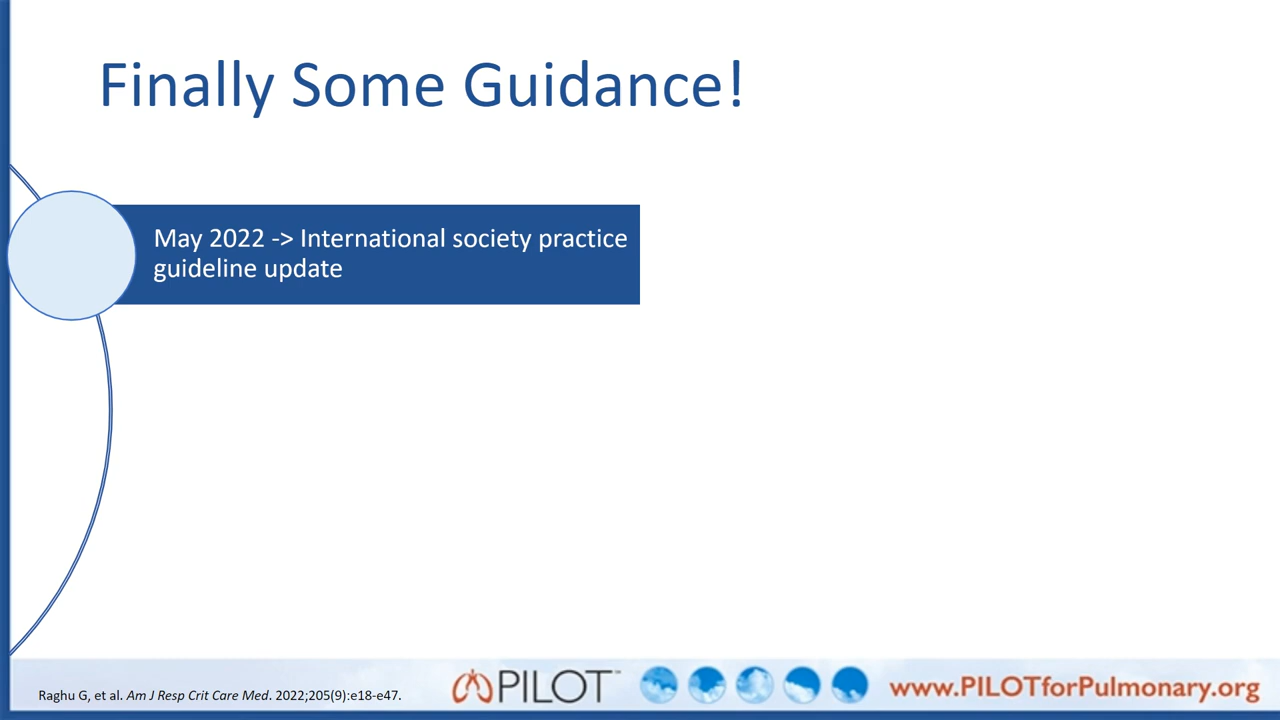 Finally Some Guidance!
May 2022 -> International society practice
guideline update
Raghu G, et al. Am J Resp Crit Care Med. 2022;205(9):e18-e47.
PILOT™
www.PILOTforPulmonary.org